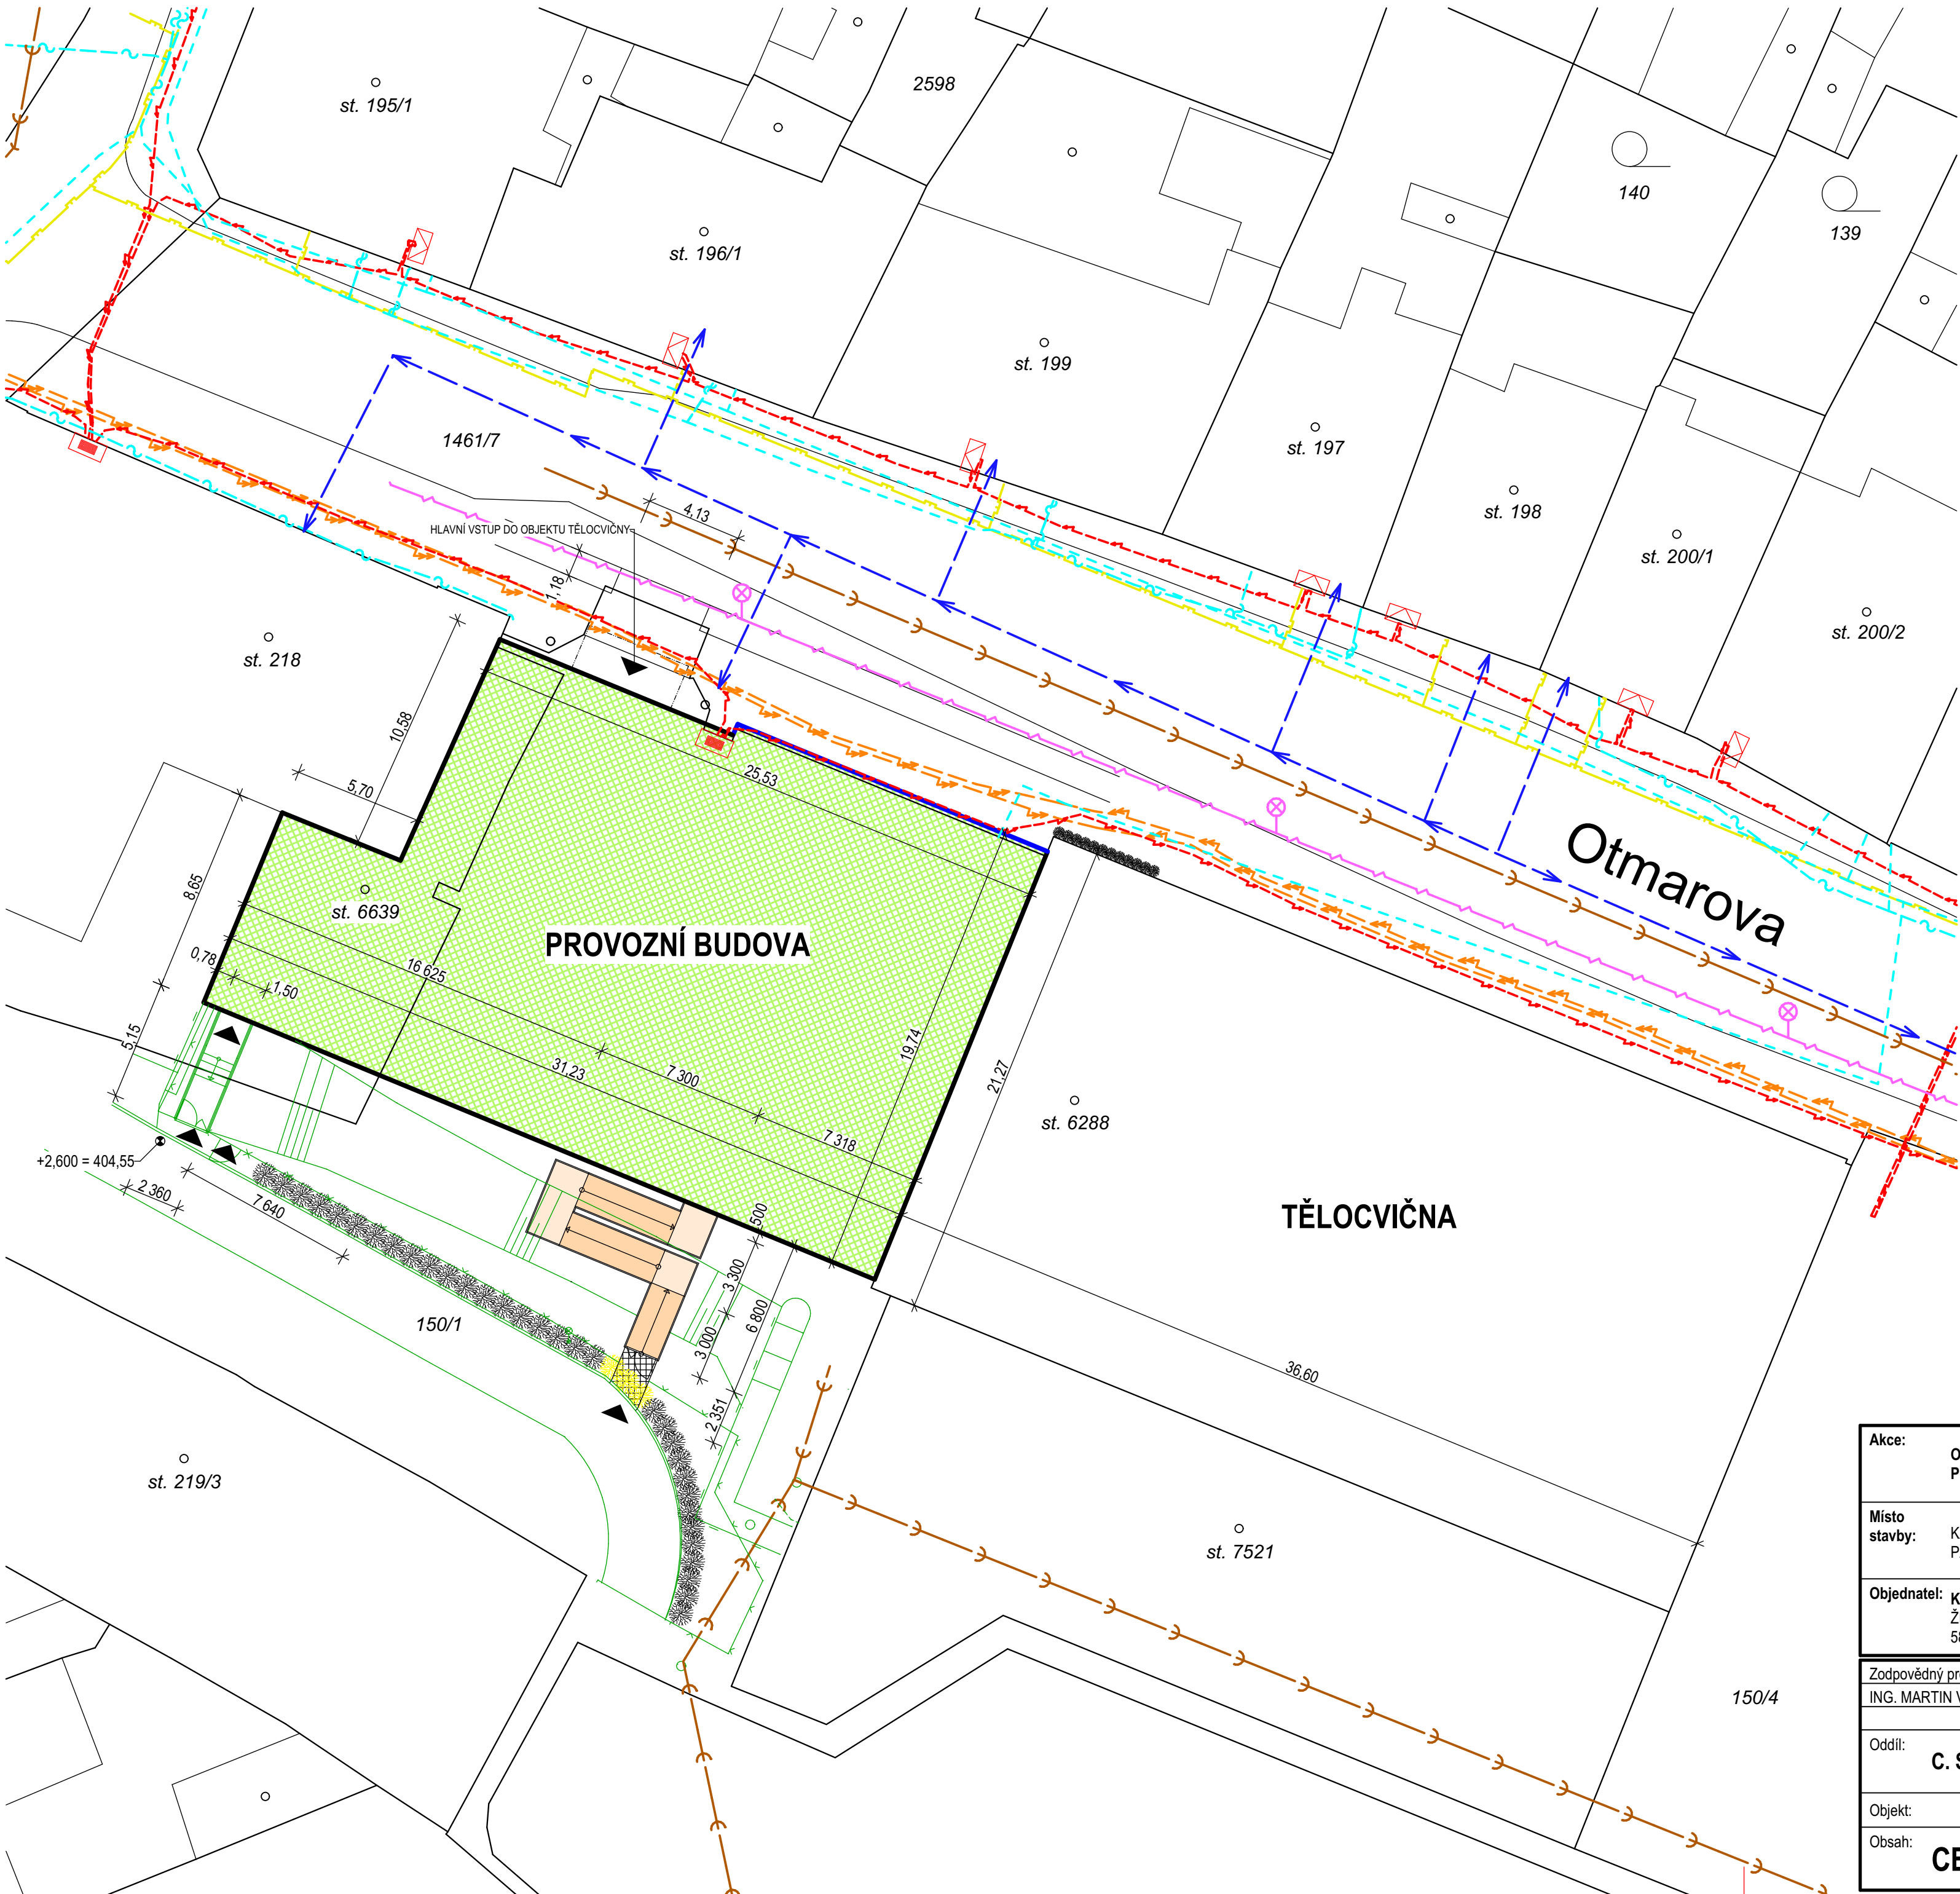 2598
st. 195/1
140
139
st. 196/1
st. 199
1461/7
st. 197
st. 198
4,13
HLAVNÍ VSTUP DO OBJEKTU TĚLOCVIČNY
st. 200/1
1,18
st. 200/2
st. 218
10,58
25,53
5,70
Otmarova
8,65
st. 6639
PROVOZNÍ BUDOVA
0,78
16 625
1,50
5,15
19,74
31,23
7 300
21,27
st. 6288
7 318
+2,600 = 404,55
2 360
7 640
TĚLOCVIČNA
500
3 300
6 800
150/1
3 000
36,60
2 351
st. 219/3
st. 7521
150/4
Akce:
O
P
Místo
stavby:
K
P
Objednatel: K
Ž
58
Zodpovědný pr
ING. MARTIN V
Oddíl:
C. S
Objekt:
Obsah:
CE